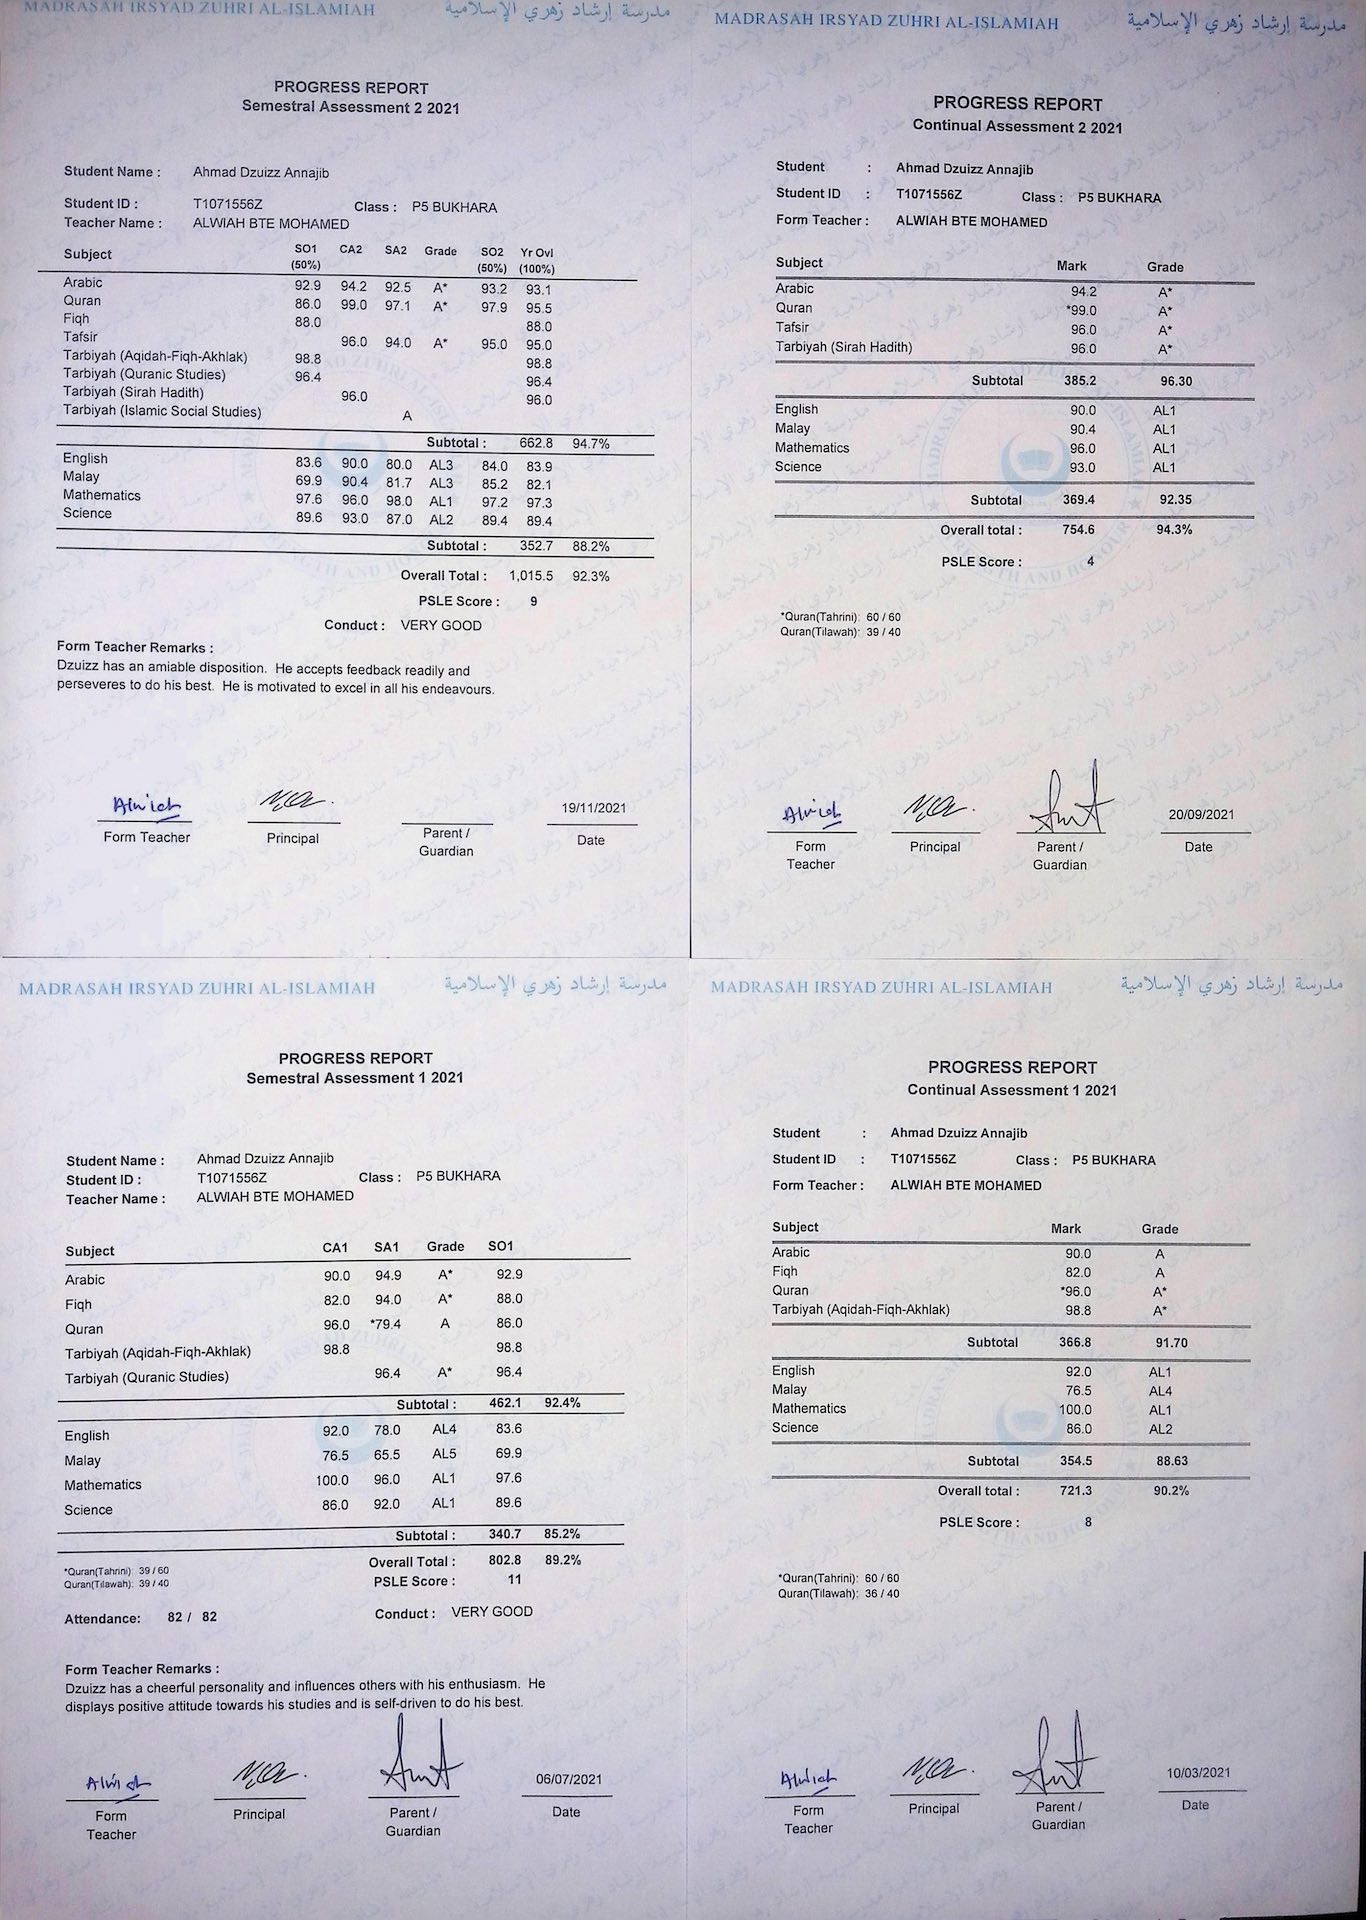 MADRASAH IRSYAD ZUHRI AL-ISLAMIAH مدرسة إرشاد زهري الإسلامية
PROGRESS REPORT
Semestral Assessment 2 2021
Student Name : Ahmad Dzuizz Annajib
Student ID : T1071556Z Class : P5 BUKHARA
Teacher Name : ALWIAH BTE MOHAMED
Subject SO1 (50%) CA2 SA2 Grade SO2 (50%) Yr Ovl (100%)
Arabic 92.9 94.2 92.5 A* 93.2 93.1
Quran 86.0 99.0 97.1 A* 97.9 95.5
Fiqh 88.0 88.0
Tafsir 96.0 94.0 A* 95.0 95.0
Tarbiyah (Aqidah-Fiqh-Akhlak) 98.8 98.8
Tarbiyah (Quranic Studies) 96.4 96.4
Tarbiyah (Sirah Hadith) 96.0 96.0
Tarbiyah (Islamic Social Studies) A
Subtotal : 662.8 94.7%
English 83.6 90.0 80.0 AL3 84.0 83.9
Malay 69.9 90.4 81.7 AL3 85.2 82.1
Mathematics 97.6 96.0 98.0 AL1 97.2 97.3
Science 89.6 93.0 87.0 AL2 89.4 89.4
Subtotal : 352.7 88.2%
Overall Total : 1,015.5 92.3%
PSLE Score : 9
Conduct : VERY GOOD
Form Teacher Remarks :
Dzuizz has an amiable disposition. He accepts feedback readily and
perseveres to do his best. He is motivated to excel in all his endeavours.
19/11/2021
Form Teacher Principal Parent / Guardian Date
MADRASAH IRSYAD ZUHRI AL-ISLAMIAH مدرسة إرشاد زهري الإسلامية
PROGRESS REPORT
Continual Assessment 2 2021
Student : Ahmad Dzuizz Annajib
Student ID : T1071556Z Class : P5 BUKHARA
Form Teacher : ALWIAH BTE MOHAMED
Subject Mark Grade
Arabic 94.2 A*
Quran *99.0 A*
Tafsir 96.0 A*
Tarbiyah (Sirah Hadith) 96.0 A*
Subtotal 385.2 96.30
English 90.0 AL1
Malay 90.4 AL1
Mathematics 96.0 AL1
Science 93.0 AL1
Subtotal 369.4 92.35
Overall total : 754.6 94.3%
PSLE Score : 4
*Quran(Tahrini): 60 / 60
Quran(Tilawah): 39 / 40
20/09/2021
Form Teacher Principal Parent / Guardian Date
MADRASAH IRSYAD ZUHRI AL-ISLAMIAH مدرسة إرشاد زهري الإسلامية
PROGRESS REPORT
Semestral Assessment 1 2021
Student Name : Ahmad Dzuizz Annajib
Student ID : T1071556Z Class : P5 BUKHARA
Teacher Name : ALWIAH BTE MOHAMED
Subject CA1 SA1 Grade SO1
Arabic 90.0 94.9 A* 92.9
Fiqh 82.0 94.0 A* 88.0
Quran 96.0 *79.4 A 86.0
Tarbiyah (Aqidah-Fiqh-Akhlak) 98.8 98.8
Tarbiyah (Quranic Studies) 96.4 A* 96.4
Subtotal : 462.1 92.4%
English 92.0 78.0 AL4 83.6
Malay 76.5 65.5 AL5 69.9
Mathematics 100.0 96.0 AL1 97.6
Science 86.0 92.0 AL1 89.6
Subtotal : 340.7 85.2%
Overall Total : 802.8 89.2%
*Quran(Tahrini): 39 / 60
Quran(Tilawah): 39 / 40
PSLE Score : 11
Attendance: 82 / 82 Conduct : VERY GOOD
Form Teacher Remarks :
Dzuizz has a cheerful personality and influences others with his enthusiasm. He
displays positive attitude towards his studies and is self-driven to do his best.
06/07/2021
Form Teacher Principal Parent / Guardian Date
MADRASAH IRSYAD ZUHRI AL-ISLAMIAH مدرسة إرشاد زهري الإسلامية
PROGRESS REPORT
Continual Assessment 1 2021
Student : Ahmad Dzuizz Annajib
Student ID : T1071556Z Class : P5 BUKHARA
Form Teacher : ALWIAH BTE MOHAMED
Subject Mark Grade
Arabic 90.0 A
Fiqh 82.0 A
Quran *96.0 A*
Tarbiyah (Aqidah-Fiqh-Akhlak) 98.8 A*
Subtotal 366.8 91.70
English 92.0 AL1
Malay 76.5 AL4
Mathematics 100.0 AL1
Science 86.0 AL2
Subtotal 354.5 88.63
Overall total : 721.3 90.2%
PSLE Score : 8
*Quran(Tahrini): 60 / 60
Quran(Tilawah): 36 / 40
10/03/2021
Form Teacher Principal Parent / Guardian Date